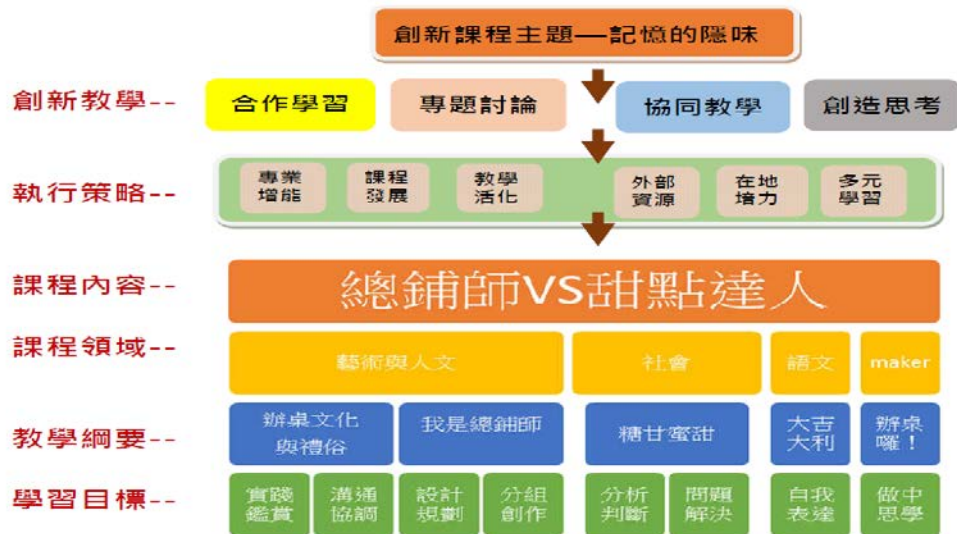 創新課程主題—記憶的隱味
創新教學--
合作學習
專題討論
協同教學
創造思考
執行策略--
專業
增能
課程
發展
教學
活化
外部
資源
在地
增力
多元
學習
課程內容--
總鋪師VS甜點達人
課程領域--
藝術與人文
社會
語文
maker
教學綱要--
辦桌文化
與禮俗
我是總鋪師
糖甘蜜甜
大吉
大利
辦桌
囉！
學習目標--
實踐
鑑賞
溝通
協調
設計
規劃
分組
創作
分析
判斷
問題
解決
自我
表達
做中
思學